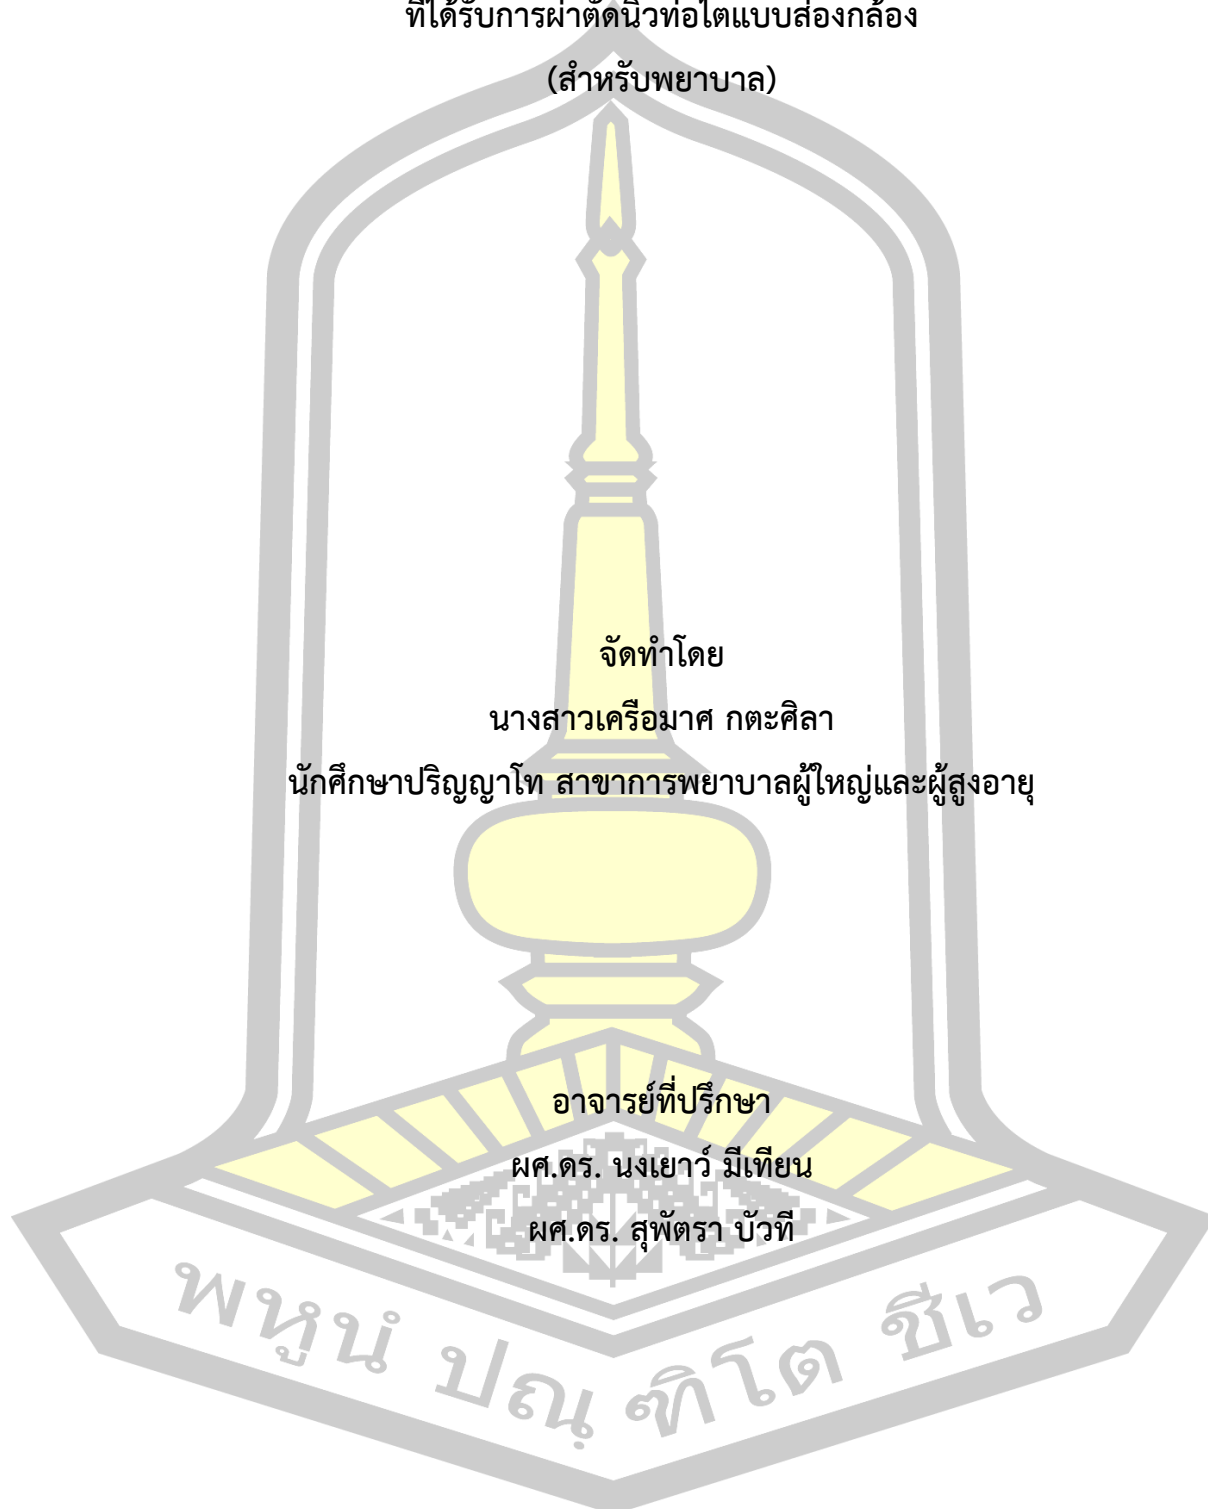 ที่ได้รับการผ่าตัดนิ่วท่อไตแบบส่องกล้อง
(สำหรับพยาบาล)
จัดทำโดย
นางสาวเครือมาศ กตะศิลา
นักศึกษาปริญญาโท สาขาการพยาบาลผู้ใหญ่และผู้สูงอายุ
อาจารย์ที่ปรึกษา
ผศ.ดร. นงเยาว์ มีเทียน
ผศ.ดร. สุพัตรา บัวที
พหูนํ ปณฺฑิโต ชีเว